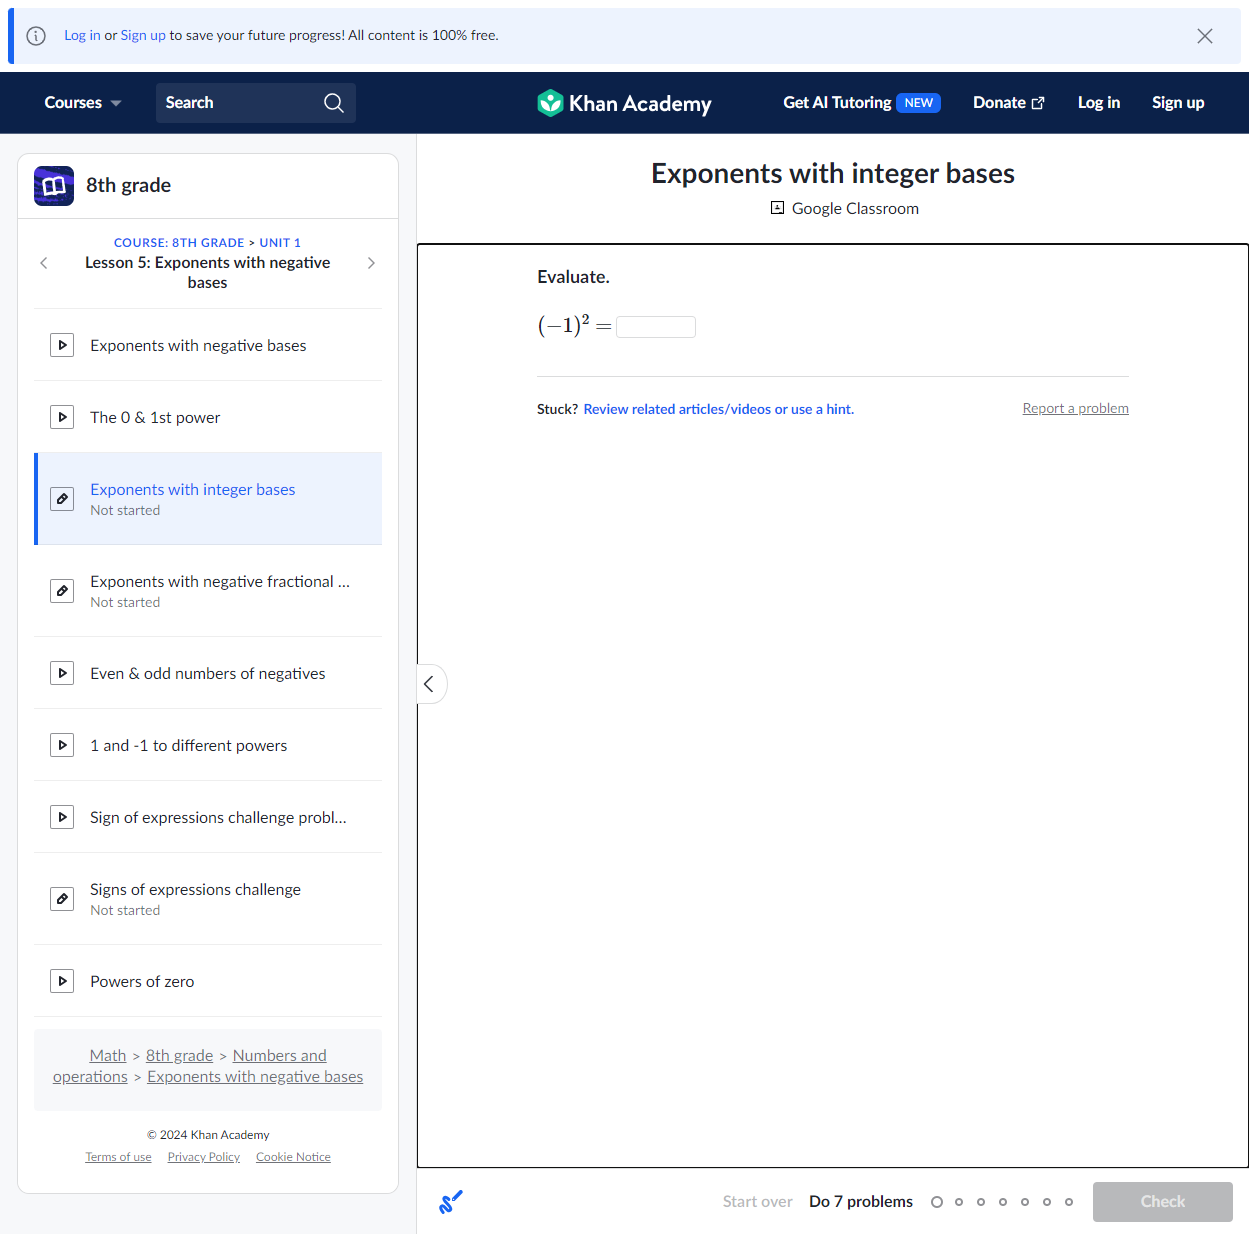 Log in or Sign up to save your future progress! All content is 100% free.
Courses
Search
Khan Academy
Get AI Tutoring NEW
Donate
Log in
Sign up
8th grade
COURSE: 8TH GRADE > UNIT 1
Lesson 5: Exponents with negative
bases
Exponents with negative bases
The 0 & 1st power
Exponents with integer bases
Not started
Exponents with negative fractional ...
Not started
Even & odd numbers of negatives
1 and -1 to different powers
Sign of expressions challenge probl...
Signs of expressions challenge
Not started
Powers of zero
Math > 8th grade > Numbers and
operations > Exponents with negative bases
© 2024 Khan Academy
Terms of use Privacy Policy Cookie Notice
Exponents with integer bases
Google Classroom
Evaluate.
(−1)² =
Stuck? Review related articles/videos or use a hint.
Report a problem
Start over
Do 7 problems
Check